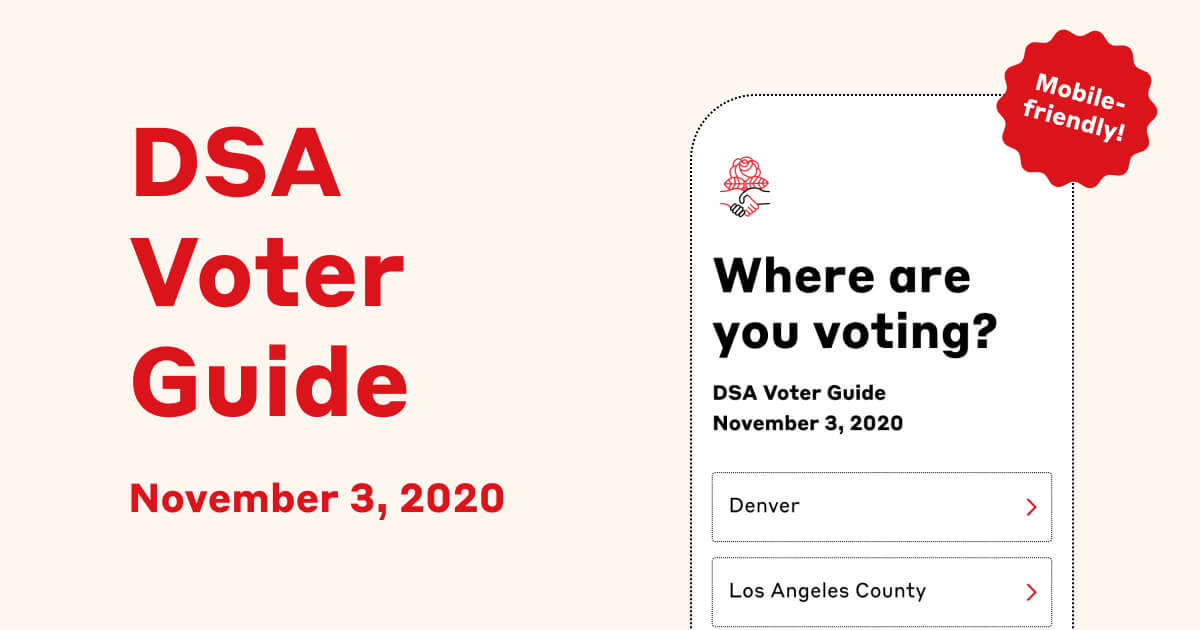 DSA
Voter
Guide
November 3, 2020
Mobile-
friendly!
Where are
you voting?
DSA Voter Guide
November 3, 2020
Denver
Los Angeles County